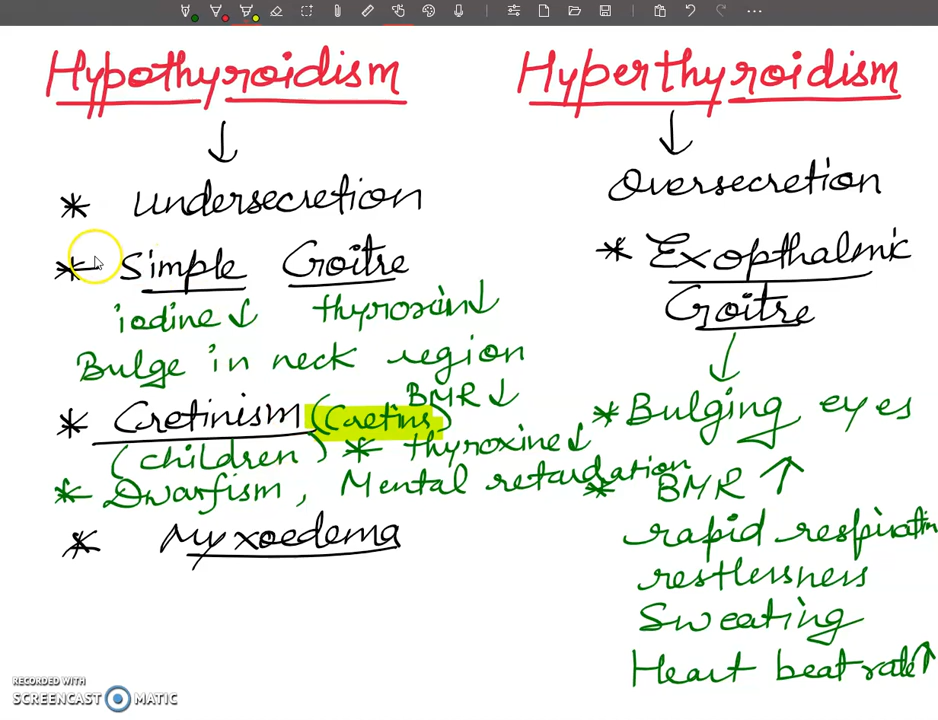 Hypothyroidism
↓
* Undersecretion
* Simple Goitre
iodine ↓ thyroxin ↓
Bulge in neck region
BMR ↓
* Cretinism (Cretins)
(children) * thyroxine ↓
* Dwarfism, Mental retardation
* Myxoedema
Hyperthyroidism
↓
Oversecretion
* Exopthalmic
Goitre
↓
* Bulging eyes
* BMR ↑
rapid respiration
restlessness
Sweating
Heart beat rate ↑
RECORDED WITH
SCREENCAST MATIC